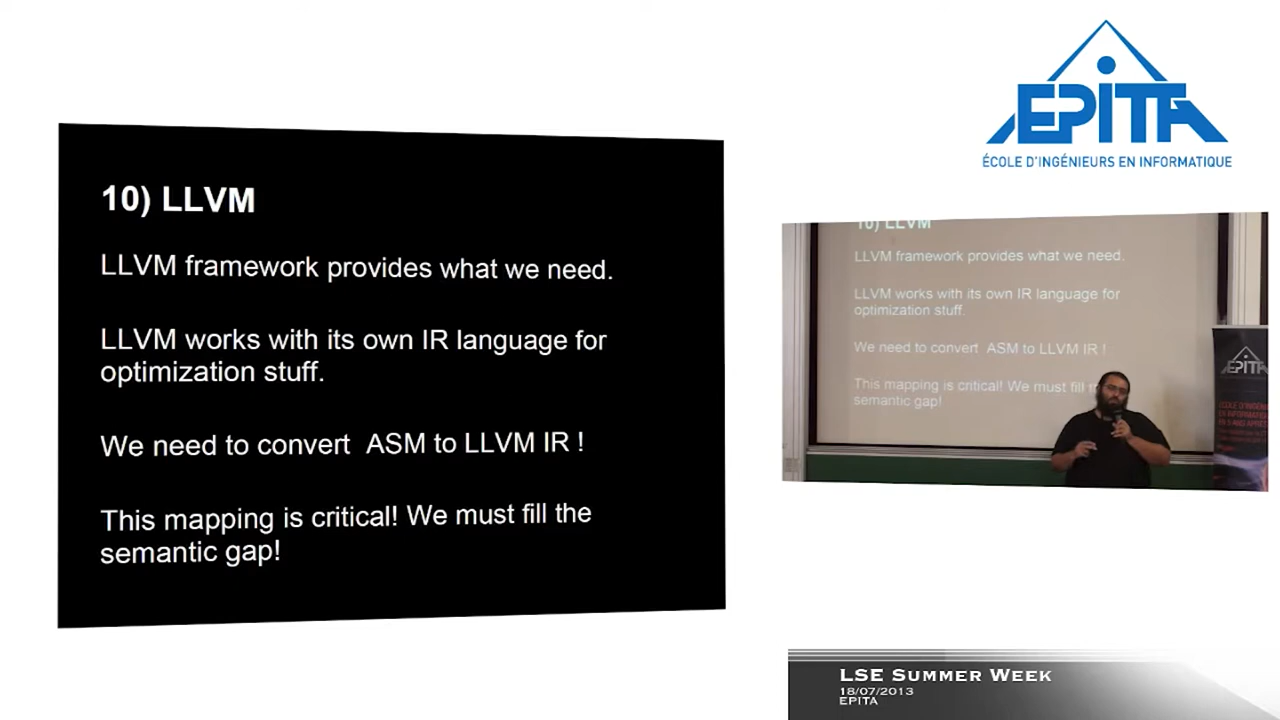 EPITA
ÉCOLE D'INGÉNIEURS EN INFORMATIQUE
10) LLVM
LLVM framework provides what we need.
LLVM works with its own IR language for
optimization stuff.
We need to convert ASM to LLVM IR !
This mapping is critical! We must fill the
semantic gap!
10) LLVM
LLVM framework provides what we need.
LLVM works with its own IR language for
optimization stuff.
We need to convert ASM to LLVM IR !
This mapping is critical! We must fill
semantic gap!
EPITA
LSE SUMMER WEEK
18/07/2013
EPITA